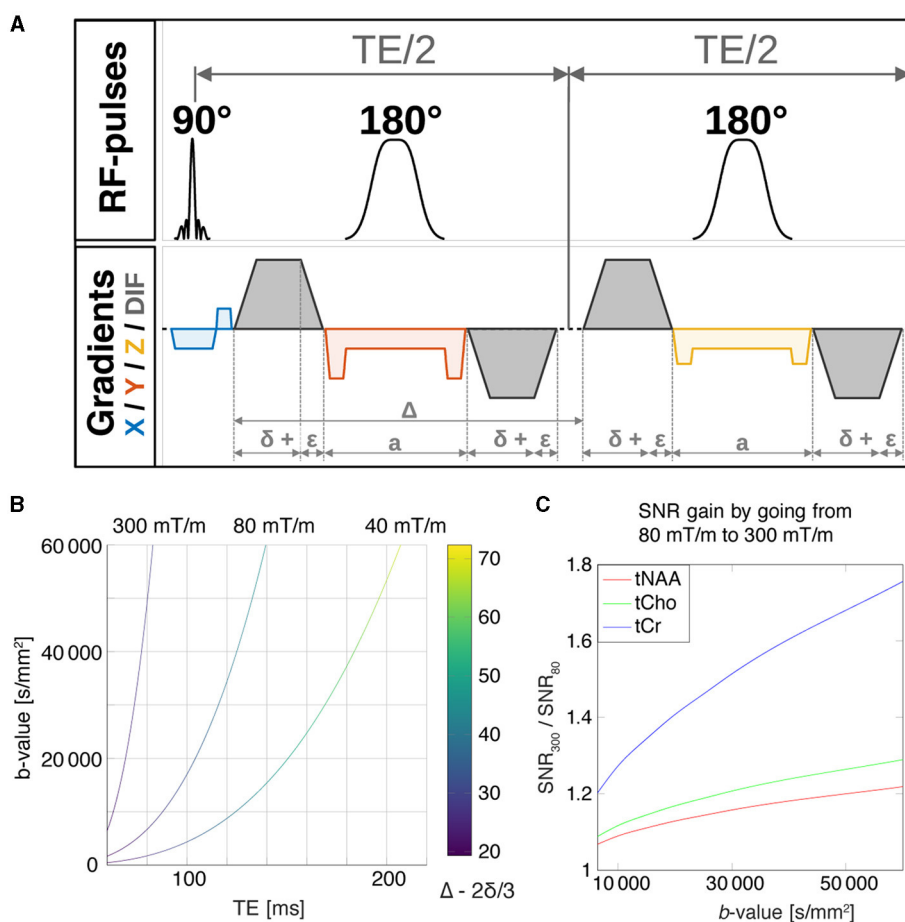 A
RF-pulses
TE/2 TE/2
90° 180° 180°
Gradients
X / Y / Z / DIF
Δ
δ + ε a δ + ε δ + ε a δ + ε
B
300 mT/m 80 mT/m 40 mT/m
b-value [s/mm²]
60 000
40 000
20 000
0
100 200
TE [ms]
70
60
50
40
30
20
Δ - 2δ/3
C
SNR gain by going from
80 mT/m to 300 mT/m
SNR₃₀₀ / SNR₈₀
1.8
1.6
1.4
1.2
1
tNAA
tCho
tCr
10 000 30 000 50 000
b-value [s/mm²]